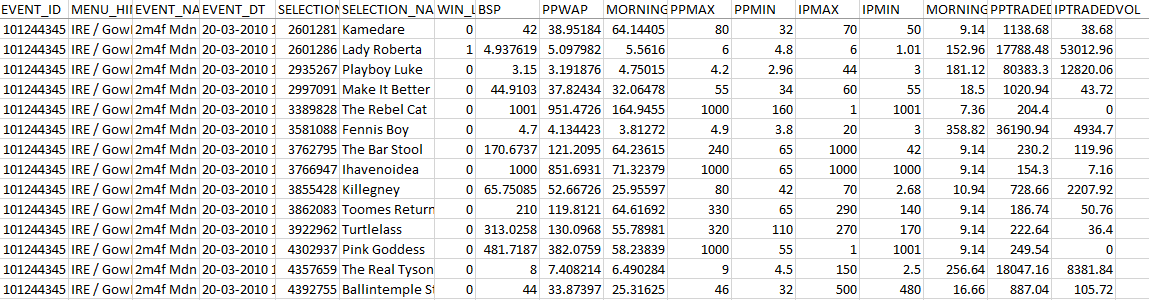 EVENT_ID MENU_HI EVENT_NA EVENT_DT SELECTION SELECTION_NA WIN_L BSP PPWAP MORNING PPMAX PPMIN IPMAX IPMIN MORNING PPTRADED IPTRADEDVOL
101244345 IRE / Gow 2m4f Mdn 20-03-2010 1 2601281 Kamedare 0 42 38.95184 64.14405 80 32 70 50 9.14 1138.68 38.68
101244345 IRE / Gow 2m4f Mdn 20-03-2010 1 2601286 Lady Roberta 1 4.937619 5.097982 5.5616 6 4.8 6 1.01 152.96 17788.48 53012.96
101244345 IRE / Gow 2m4f Mdn 20-03-2010 1 2935267 Playboy Luke 0 3.15 3.191876 4.75015 4.2 2.96 44 3 181.12 80383.3 12820.06
101244345 IRE / Gow 2m4f Mdn 20-03-2010 1 2997091 Make It Better 0 44.9103 37.82434 32.06478 55 34 60 55 18.5 1020.94 43.72
101244345 IRE / Gow 2m4f Mdn 20-03-2010 1 3389828 The Rebel Cat 0 1001 951.4726 164.9455 1000 160 1 1001 7.36 204.4 0
101244345 IRE / Gow 2m4f Mdn 20-03-2010 1 3581088 Fennis Boy 0 4.7 4.134423 3.81272 4.9 3.8 20 3 358.82 36190.94 4934.7
101244345 IRE / Gow 2m4f Mdn 20-03-2010 1 3762795 The Bar Stool 0 170.6737 121.2095 64.23615 240 65 1000 42 9.14 230.2 119.96
101244345 IRE / Gow 2m4f Mdn 20-03-2010 1 3766947 Ihavenoidea 0 1000 851.6931 71.32379 1000 65 1000 1000 9.14 154.3 7.16
101244345 IRE / Gow 2m4f Mdn 20-03-2010 1 3855428 Killegney 0 65.75085 52.66726 25.95597 80 42 70 2.68 10.94 728.66 2207.92
101244345 IRE / Gow 2m4f Mdn 20-03-2010 1 3862083 Toomes Return 0 210 119.8121 64.61692 330 65 290 140 9.14 186.74 50.76
101244345 IRE / Gow 2m4f Mdn 20-03-2010 1 3922962 Turtlelass 0 313.0258 130.0968 55.78981 320 110 270 170 9.14 222.64 36.4
101244345 IRE / Gow 2m4f Mdn 20-03-2010 1 4302937 Pink Goddess 0 481.7187 382.0759 58.23839 1000 55 1 1001 9.14 249.54 0
101244345 IRE / Gow 2m4f Mdn 20-03-2010 1 4357659 The Real Tyson 0 8 7.408214 6.490284 9 4.5 150 2.5 256.64 18047.16 8381.84
101244345 IRE / Gow 2m4f Mdn 20-03-2010 1 4392755 Ballintemple St 0 44 33.87397 25.31625 46 32 500 480 16.66 887.04 105.72